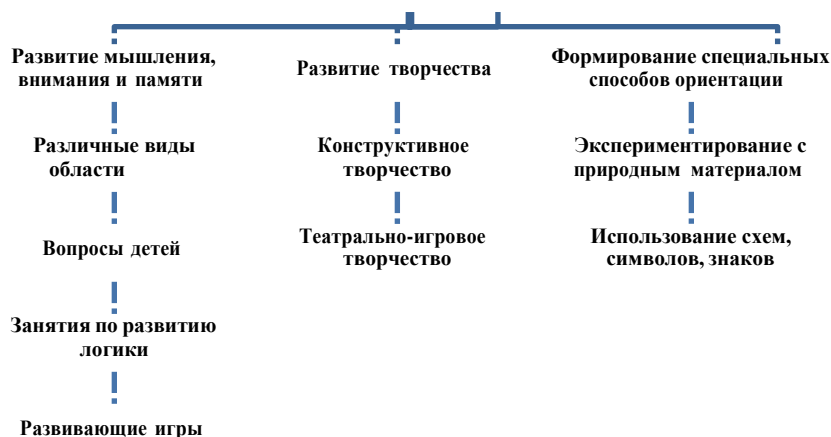 Развитие мышления,
внимания и памяти
Различные виды
области
Вопросы детей
Занятия по развитию
логики
Развивающие игры
Развитие творчества
Конструктивное
творчество
Театрально-игровое
творчество
Формирование специальных
способов ориентации
Экспериментирование с
природным материалом
Использование схем,
символов, знаков